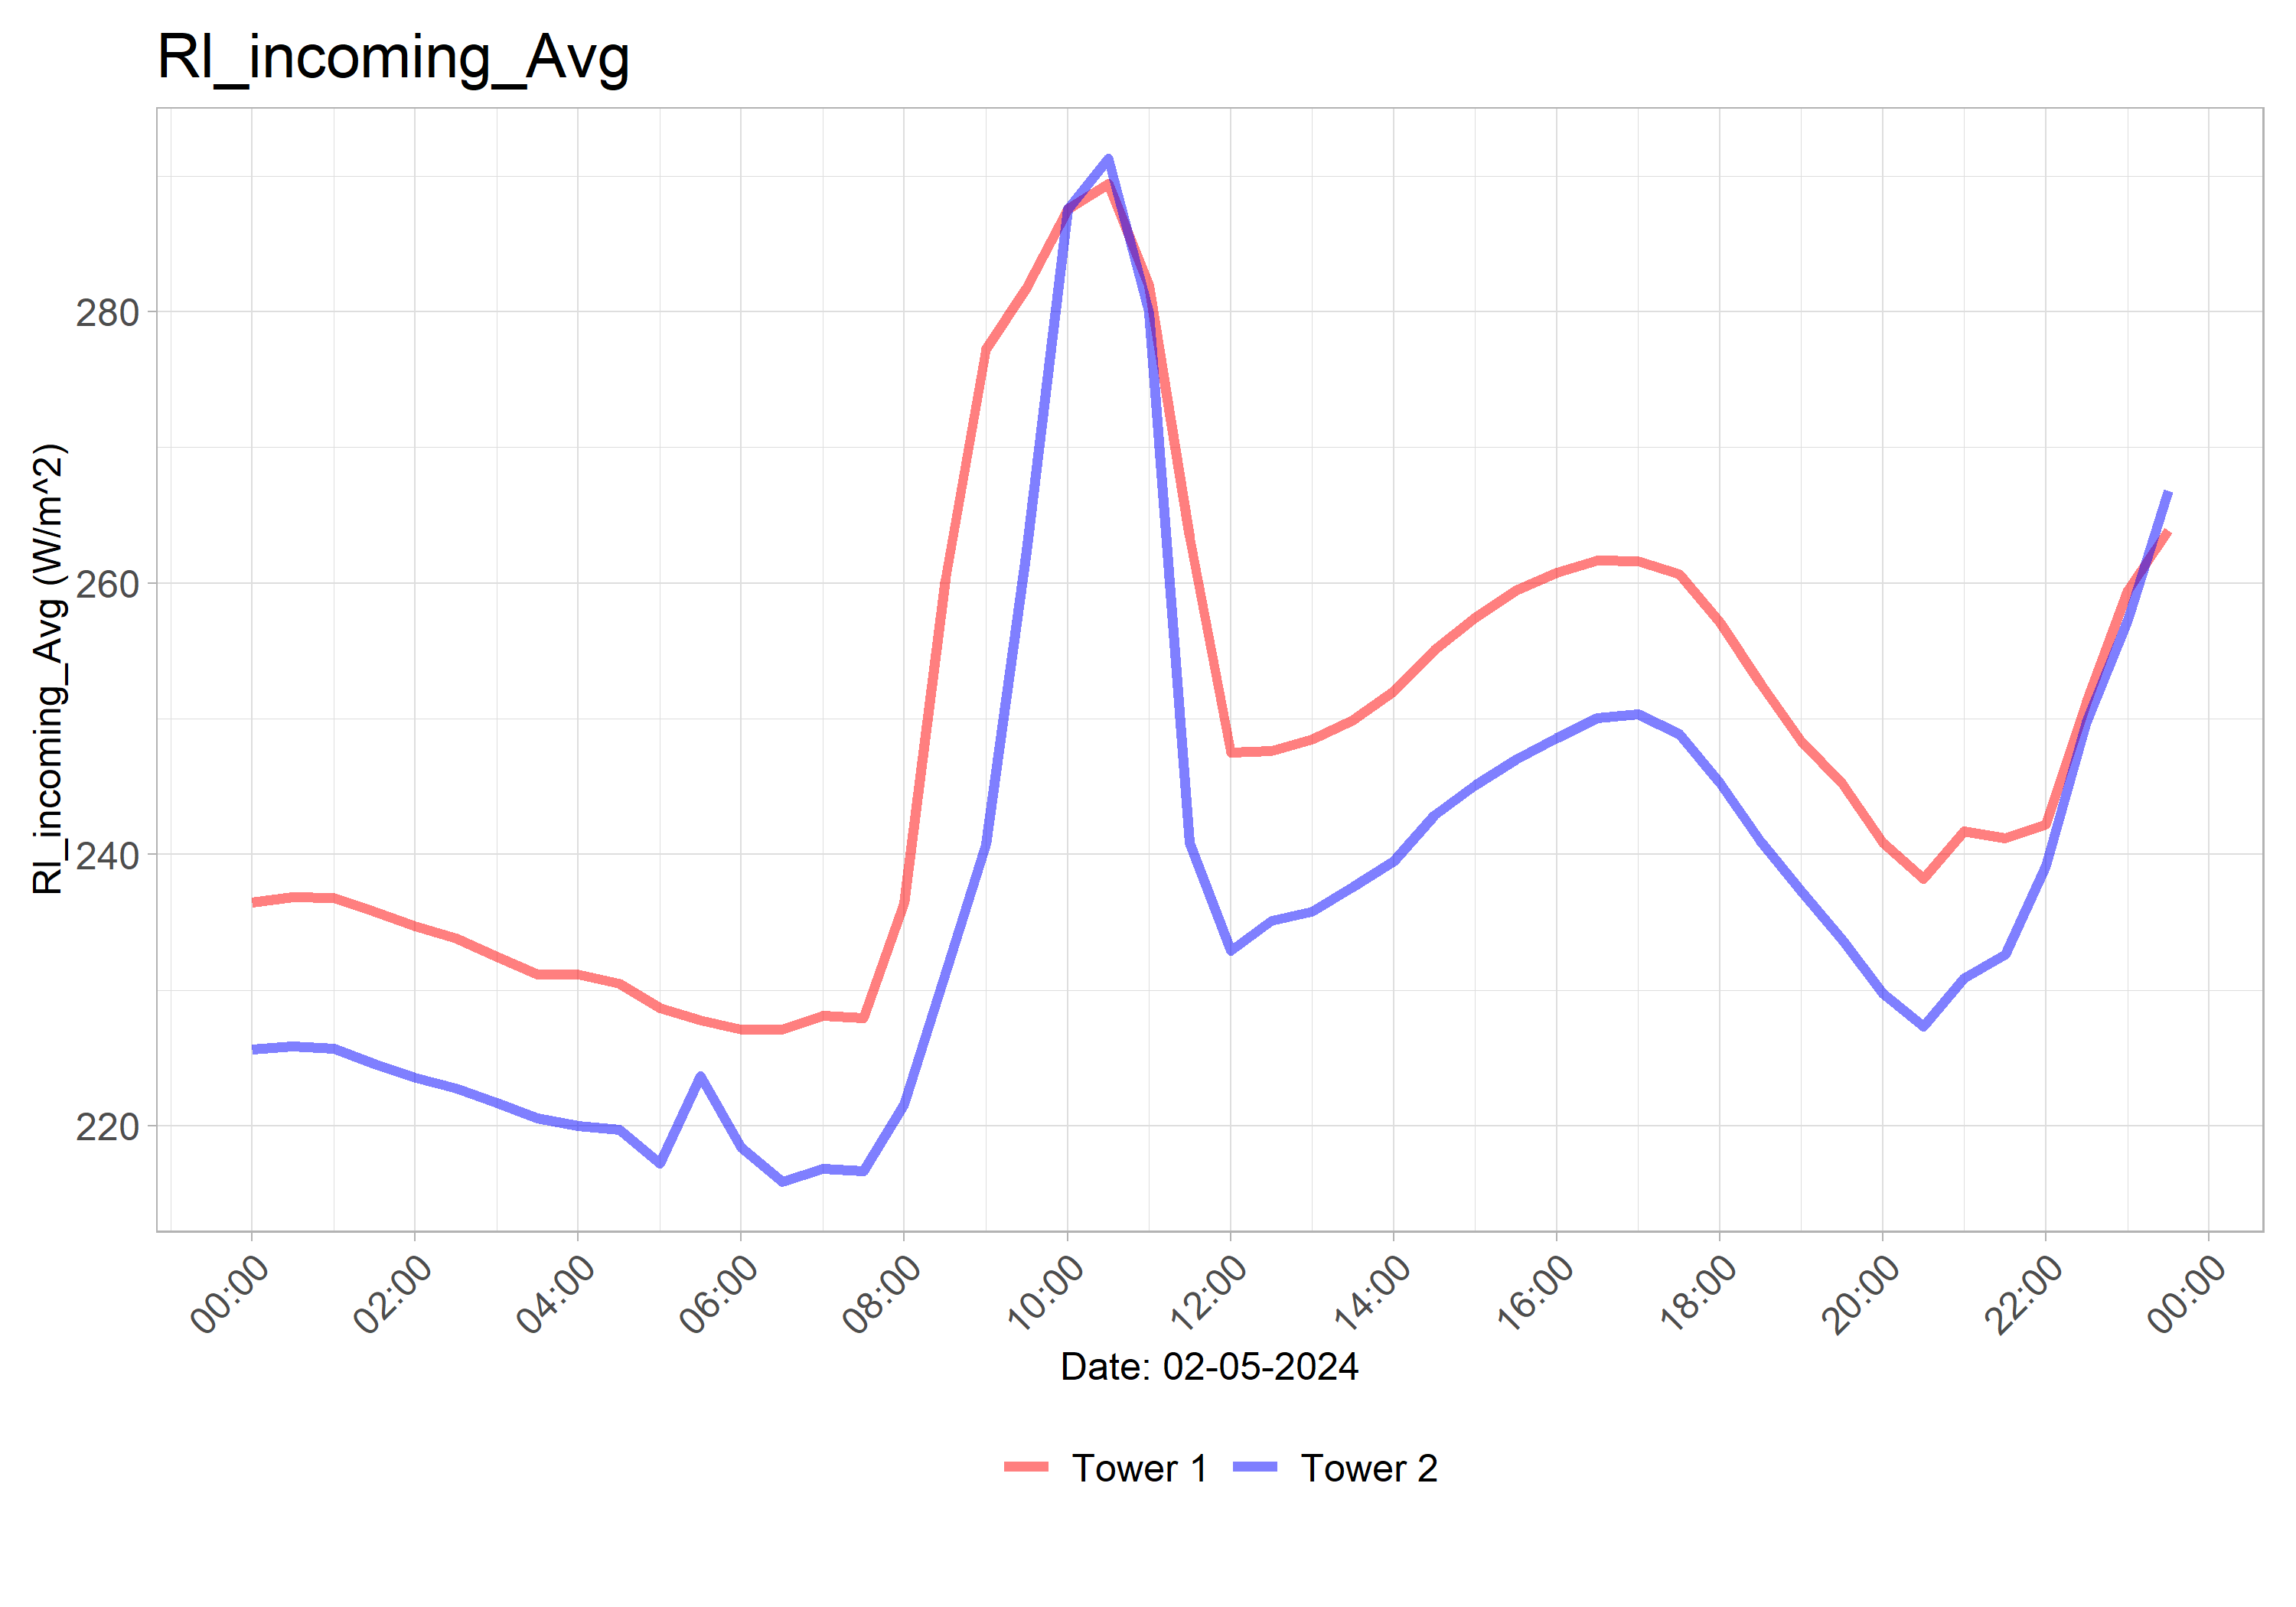 Rl_incoming_Avg
Rl_incoming_Avg (W/m^2)
280
260
240
220
00:00 02:00 04:00 06:00 08:00 10:00 12:00 14:00 16:00 18:00 20:00 22:00 00:00
Date: 02-05-2024
Tower 1 Tower 2